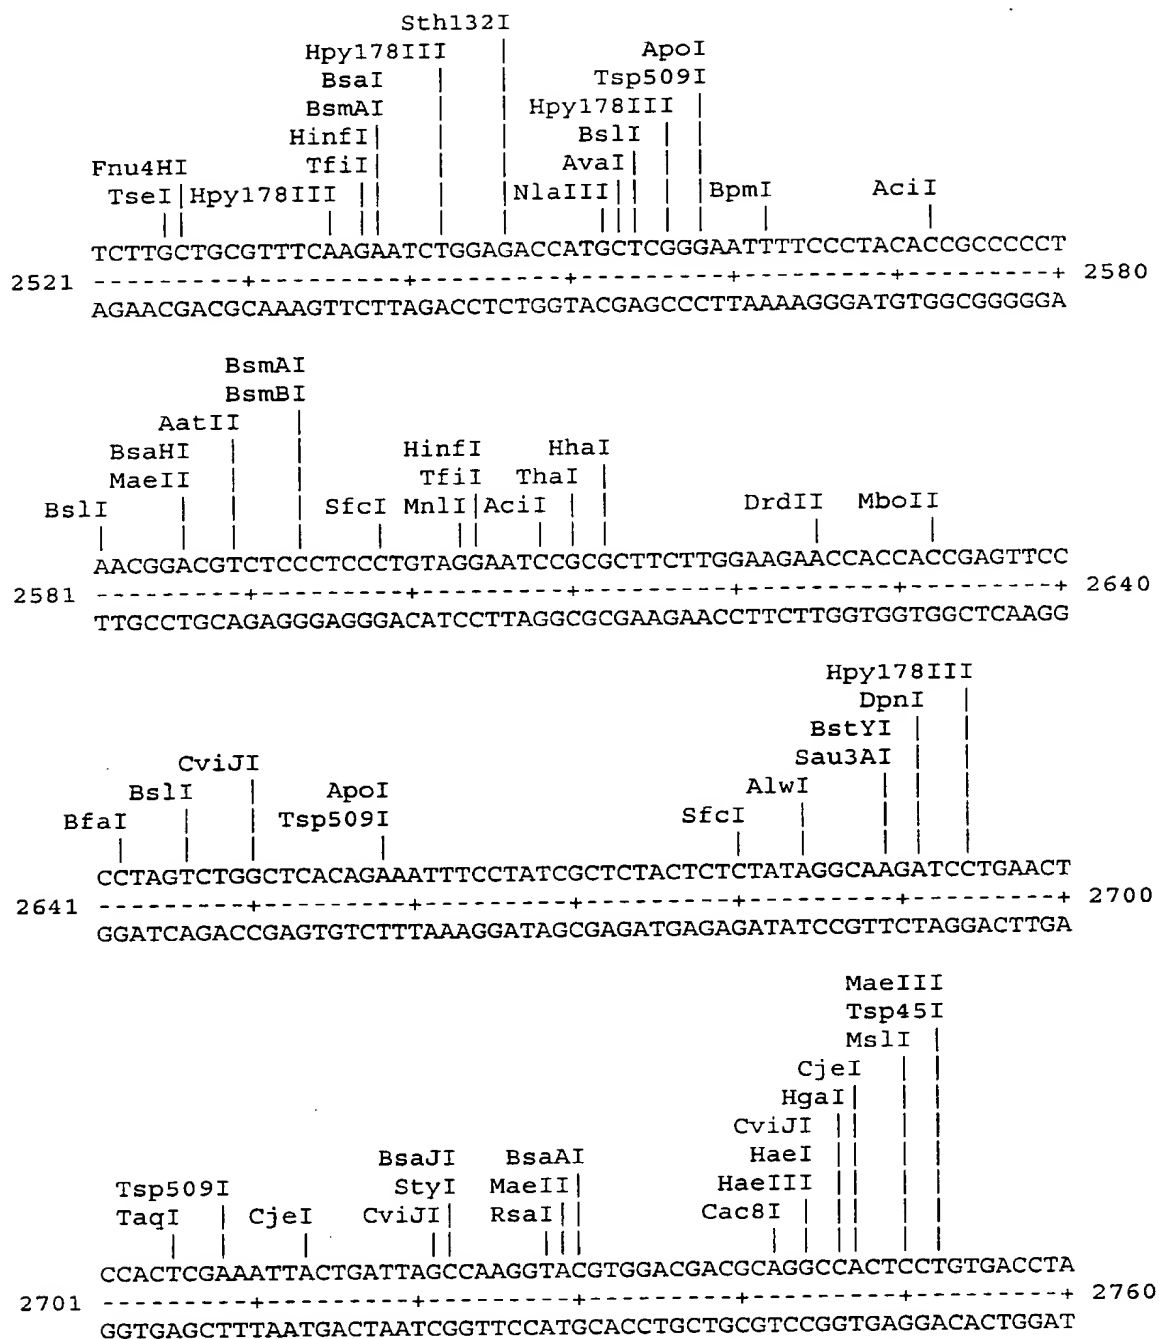 Sth132I
Hpy178III ApoI
BsaI Tsp509I
BsmAI Hpy178III
HinfI BslI
Fnu4HI TfiI AvaI
TseI Hpy178III NlaIII BpmI AciI
TCTTGCTGCGTTTCAAGAATCTGGAGACCATGCTCGGGAATTTTCCCTACACCGCCCCCT
2521 ---------+---------+---------+---------+---------+---------+ 2580
AGAACGACGCAAAGTTCTTAGACCTCTGGTACGAGCCCTTAAAAGGGATGTGGCGGGGGA
BsmAI
BsmBI
AatII
BsaHI HinfI HhaI
MaeII TfiI ThaI
BslI SfcI MnlI AciI DrdII MboII
AACGGACGTCTCCCTCCCTGTAGGAATCCGCGCTTCTTGGAAGAACCACCACCGAGTTCC
2581 ---------+---------+---------+---------+---------+---------+ 2640
TTGCCTGCAGAGGGAGGGACATCCTTAGGCGCGAAGAACCTTCTTGGTGGTGGCTCAAGG
Hpy178III
DpnI
BstYI
CviJI Sau3AI
BslI ApoI AlwI
BfaI Tsp509I SfcI
CCTAGTCTGGCTCACAGAAATTTCCTATCGCTCTACTCTCTATAGGCAAGATCCTGAACT
2641 ---------+---------+---------+---------+---------+---------+ 2700
GGATCAGACCGAGTGTCTTTAAAGGATAGCGAGATGAGAGATATCCGTTCTAGGACTTGA
MaeIII
Tsp45I
MslI
CjeI
HgaI
CviJI
BsaJI BsaAI HaeI
Tsp509I StyI MaeII HaeIII
TaqI CjeI CviJI RsaI Cac8I
CCACTCGAAATTACTGATTAGCCAAGGTACGTGGACGACGCAGGCCACTCCTGTGACCTA
2701 ---------+---------+---------+---------+---------+---------+ 2760
GGTGAGCTTTAATGACTAATCGGTTCCATGCACCTGCTGCGTCCGGTGAGGACACTGGAT